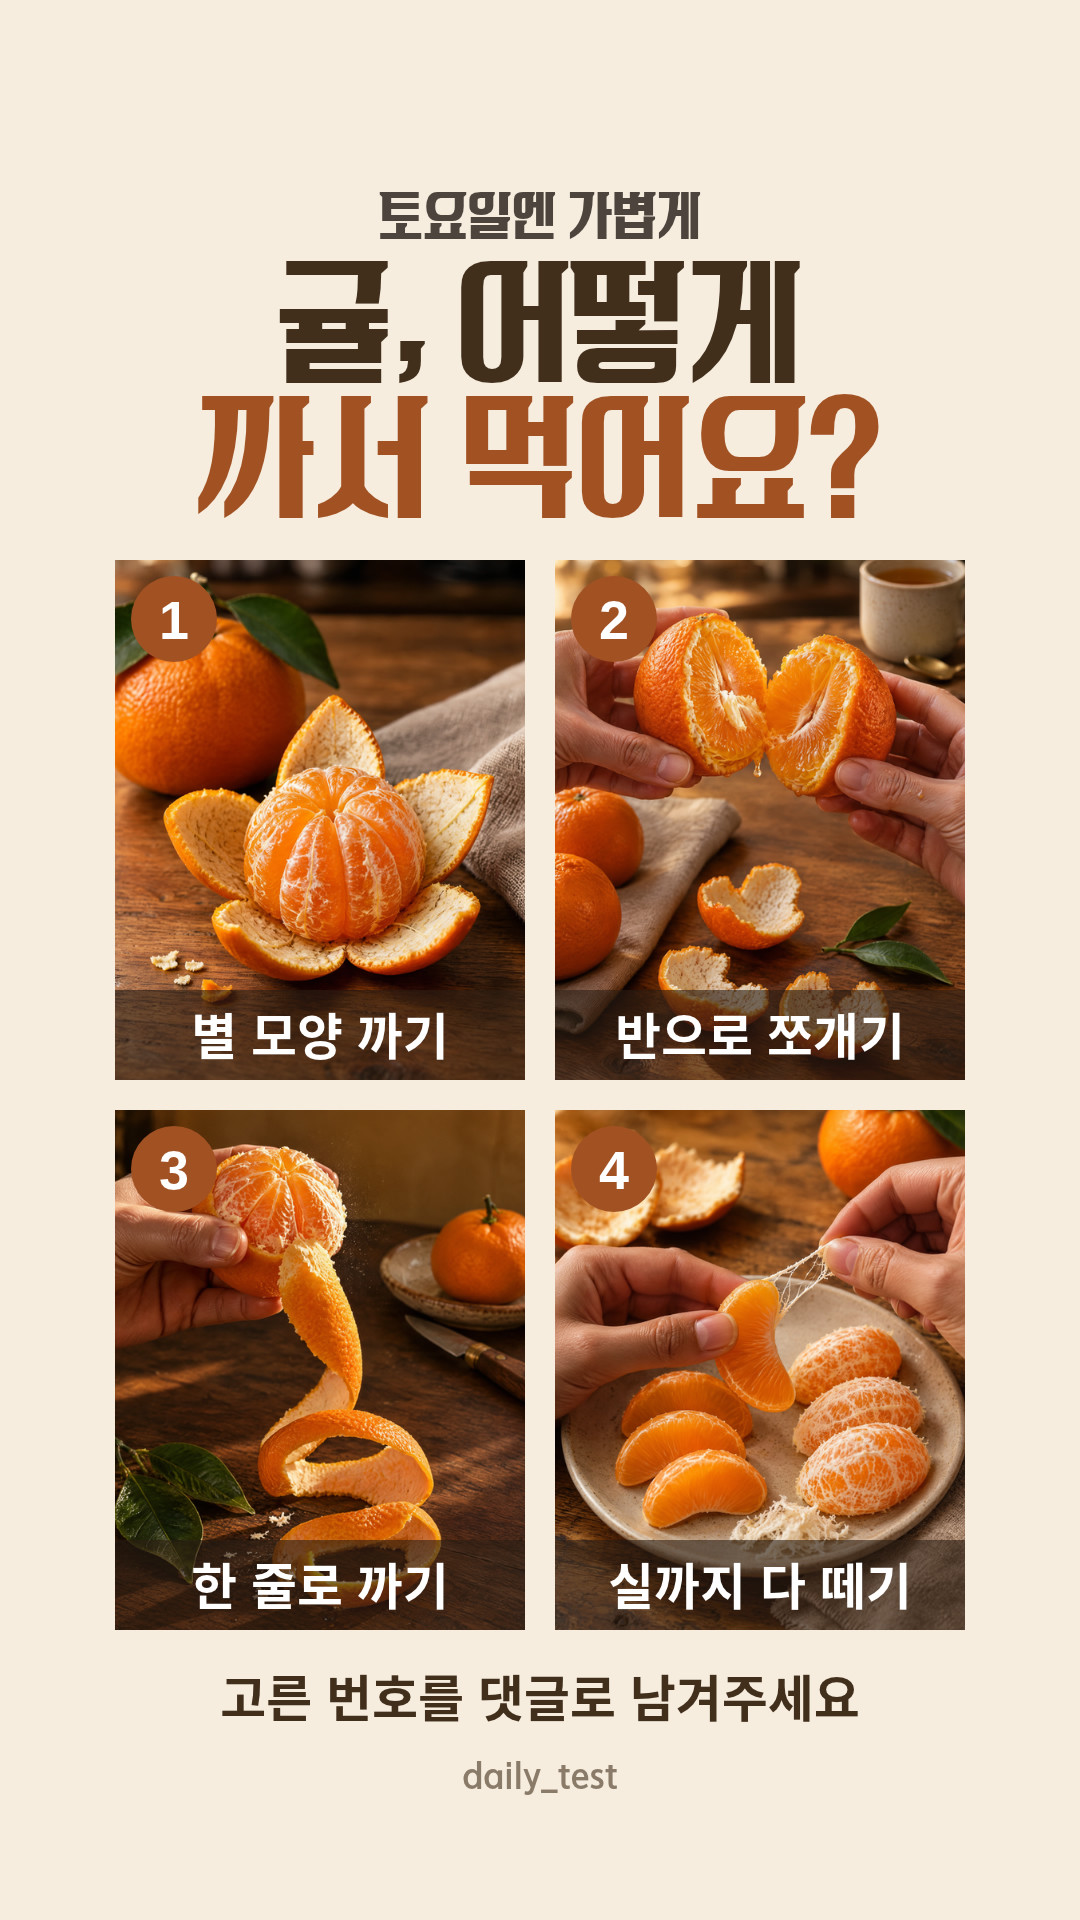 토요일엔 가볍게
귤, 어떻게
까서 먹어요?
1
별 모양 까기
2
반으로 쪼개기
3
한 줄로 까기
4
실까지 다 떼기
고른 번호를 댓글로 남겨주세요
daily_test